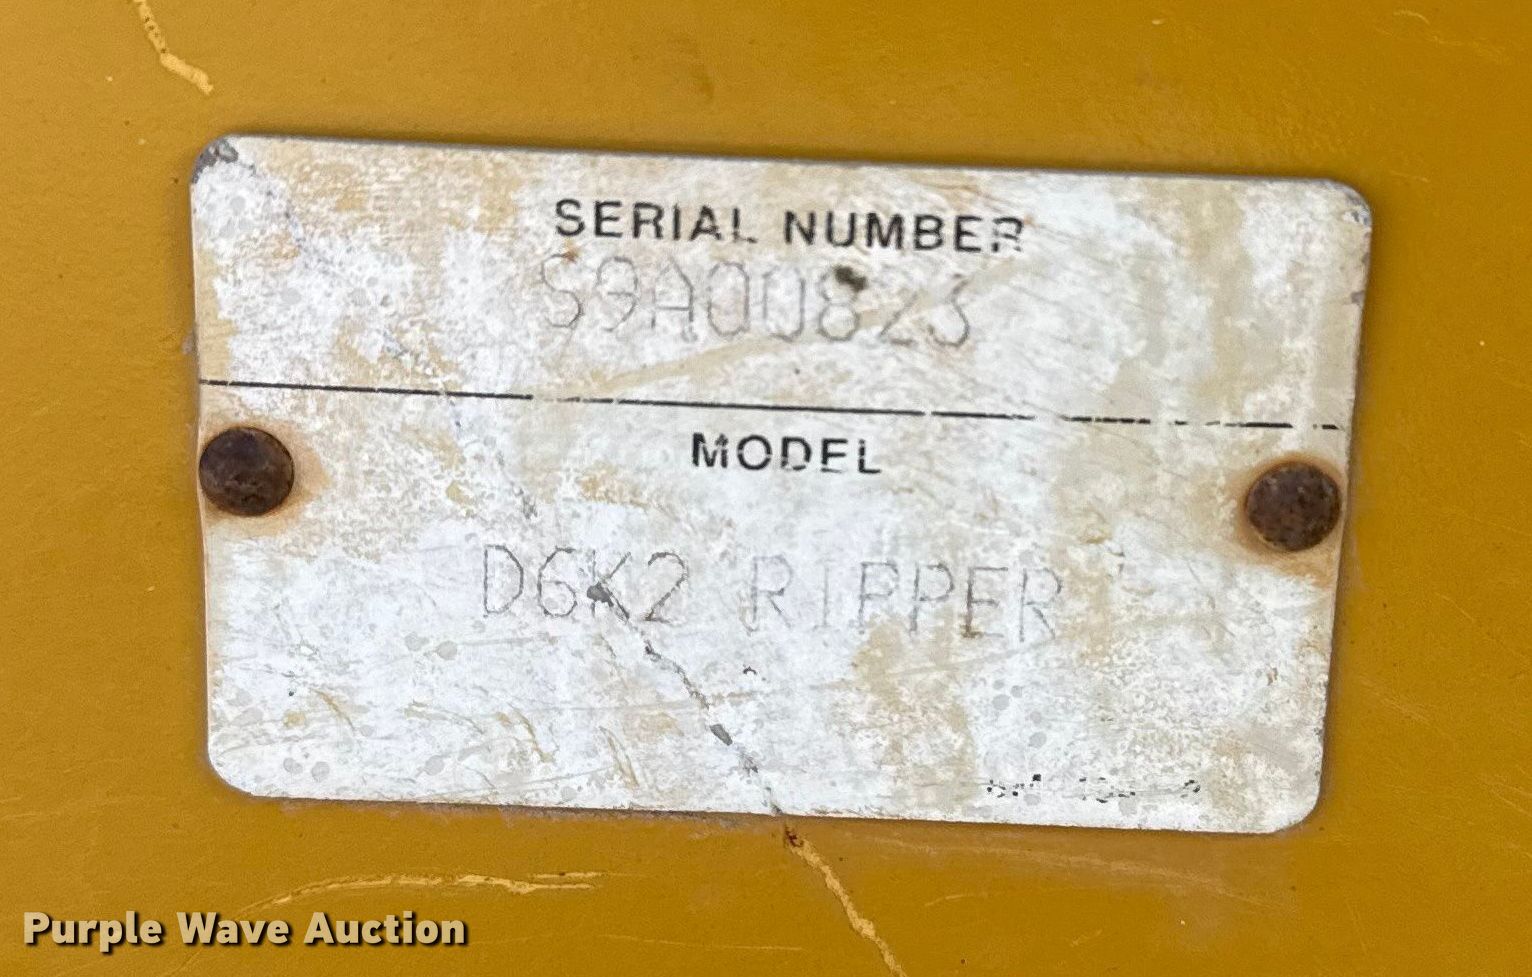 SERIAL NUMBER
S9A00823
MODEL
D6K2 RIPPER
Purple Wave Auction